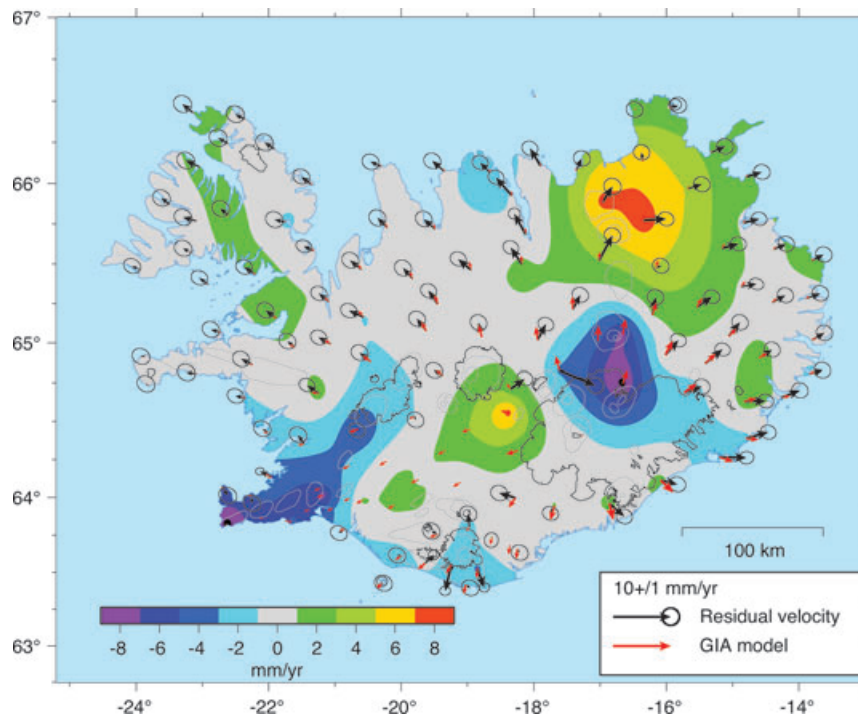 67°
66°
65°
64°
63°
100 km
10+/1 mm/yr
Residual velocity
GIA model
-8 -6 -4 -2 0 2 4 6 8
mm/yr
-24° -22° -20° -18° -16° -14°